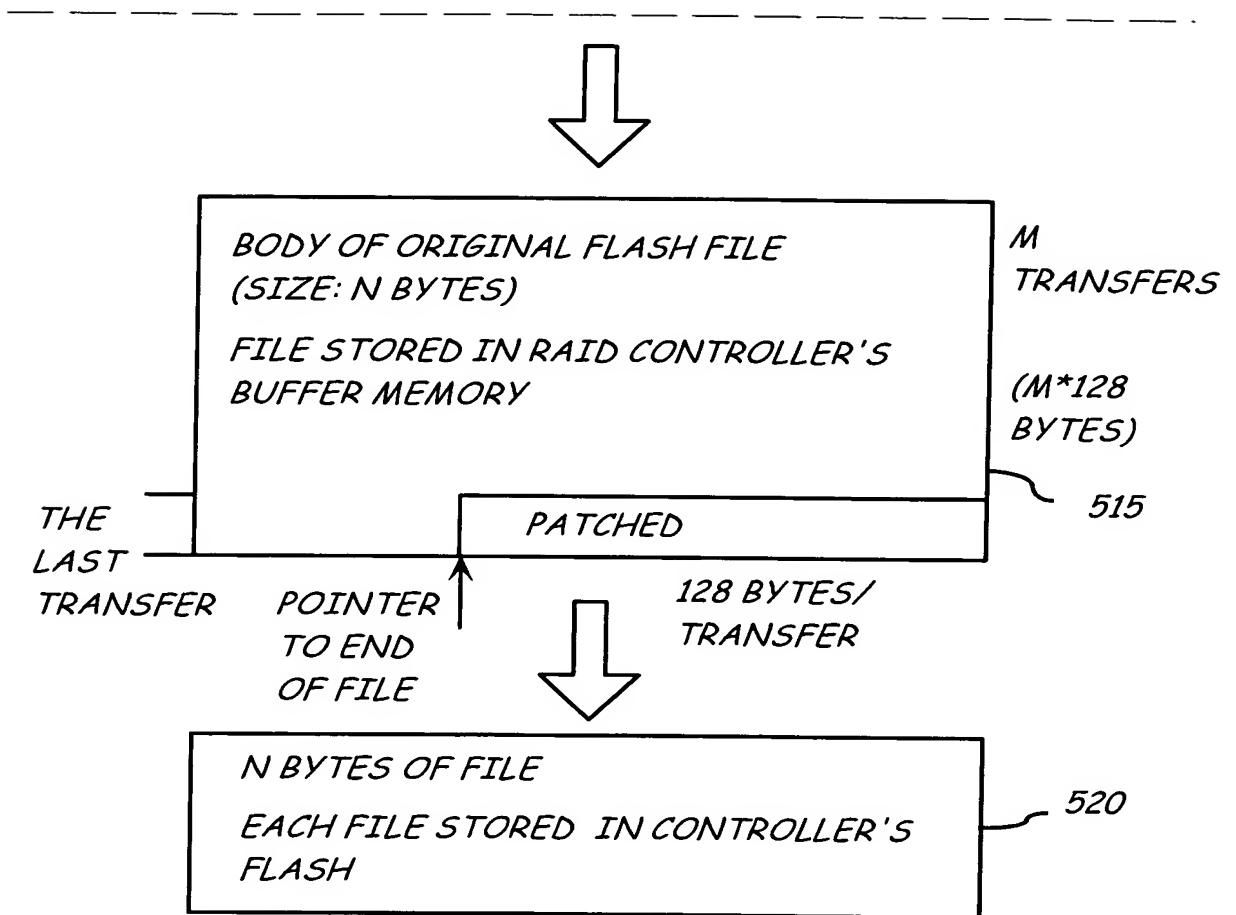 BODY OF ORIGINAL FLASH FILE
(SIZE: N BYTES)
FILE STORED IN RAID CONTROLLER'S
BUFFER MEMORY
M
TRANSFERS
(M*128
BYTES)
515
THE
LAST
TRANSFER
PATCHED
POINTER
TO END
OF FILE
128 BYTES/
TRANSFER
N BYTES OF FILE
EACH FILE STORED IN CONTROLLER'S
FLASH
520